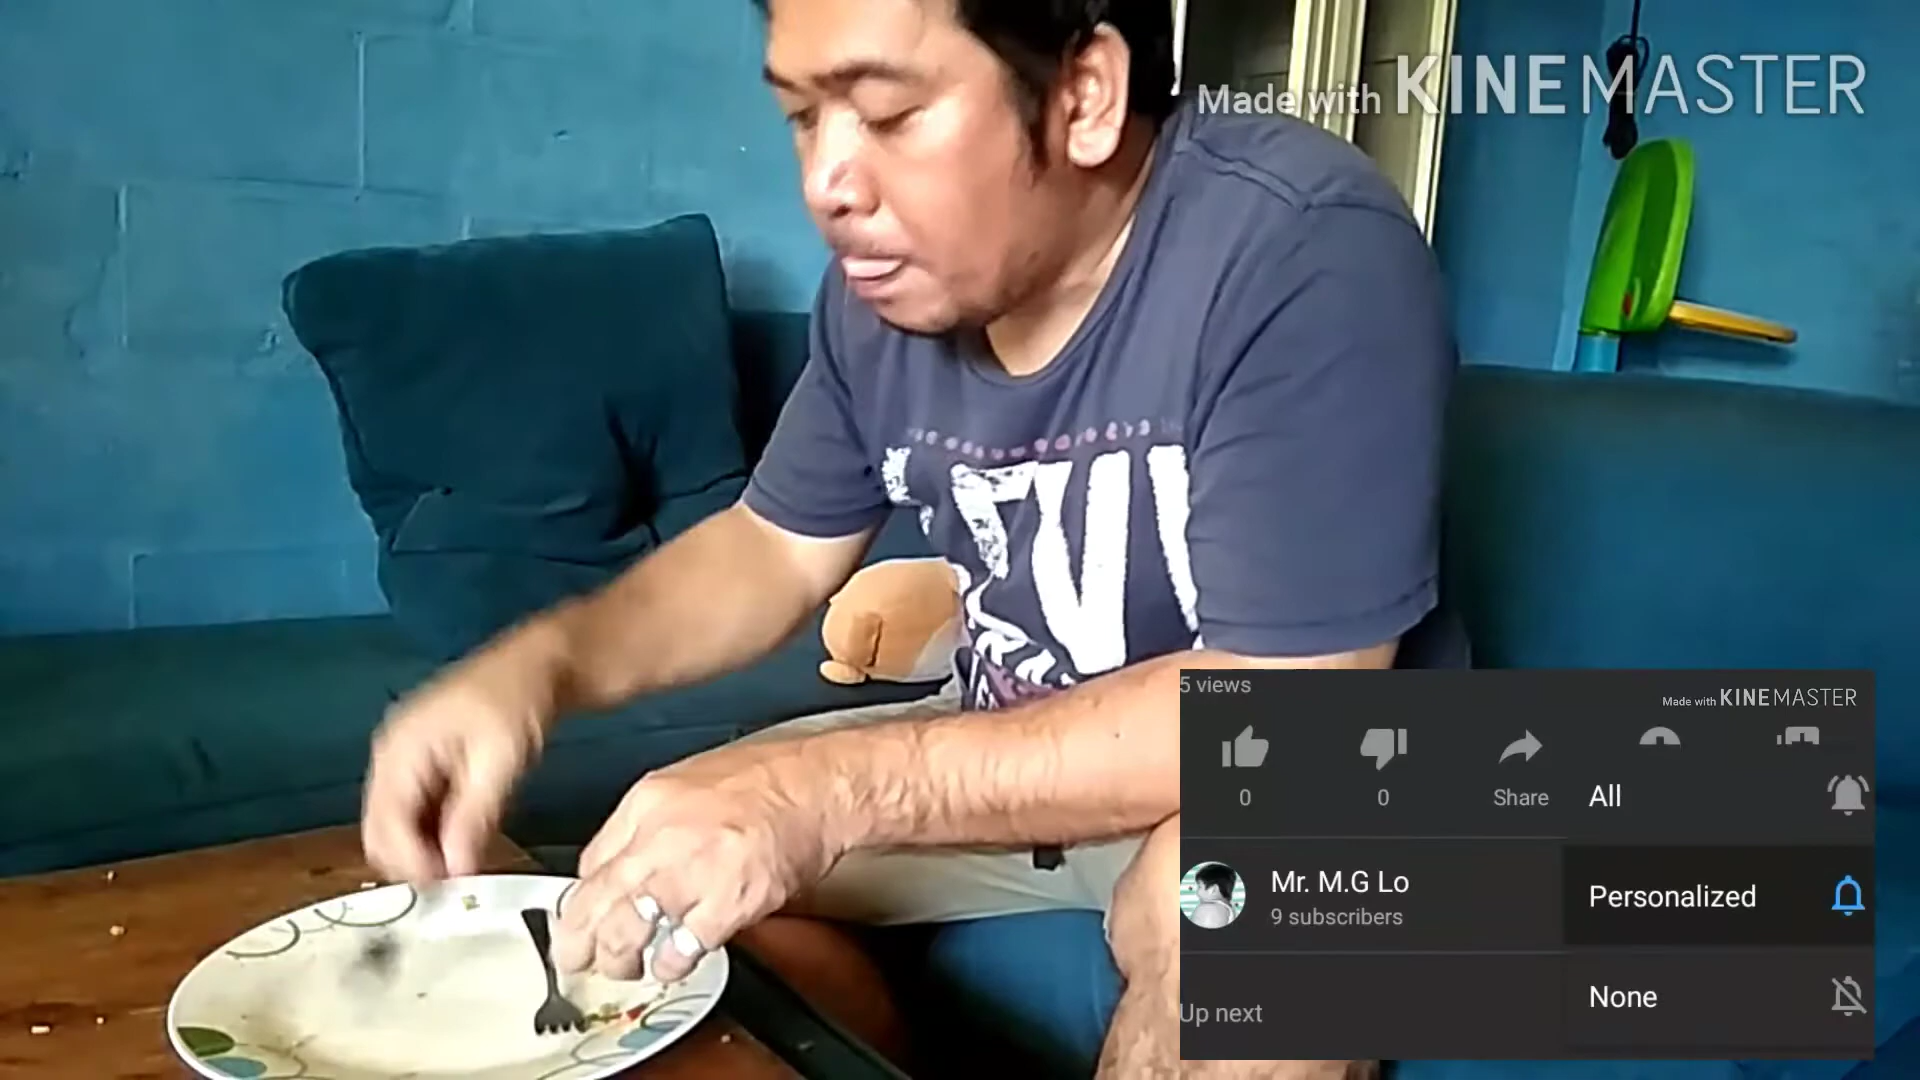 Made with KINEMASTER
5 views
Made with KINEMASTER
0
0
Share
All
Mr. M.G Lo
9 subscribers
Personalized
None
Up next